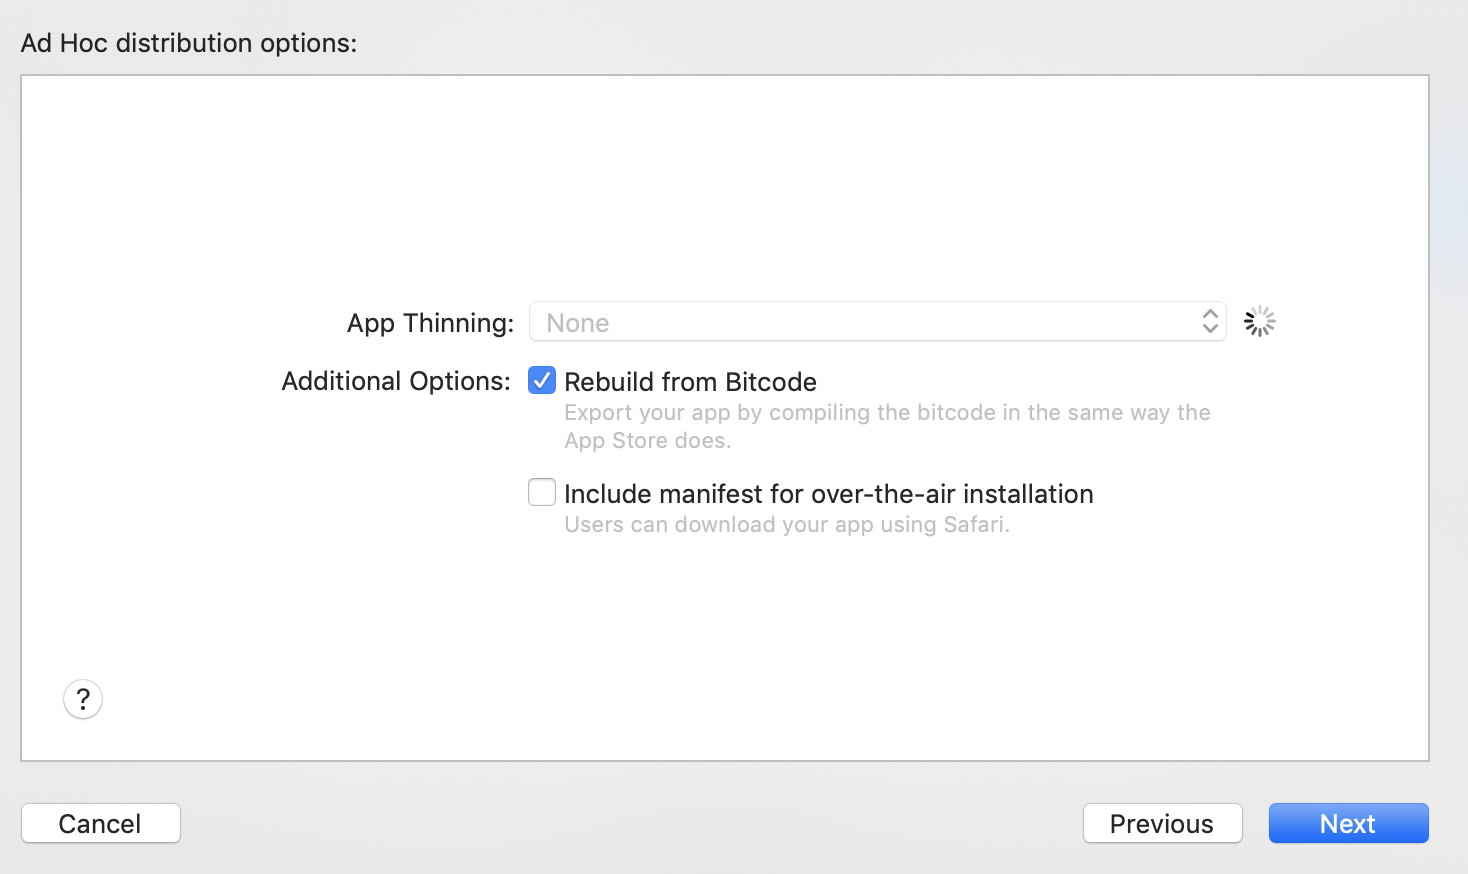 Ad Hoc distribution options:
App Thinning: None
Additional Options: Rebuild from Bitcode
Export your app by compiling the bitcode in the same way the
App Store does.
Include manifest for over-the-air installation
Users can download your app using Safari.
?
Cancel Previous Next